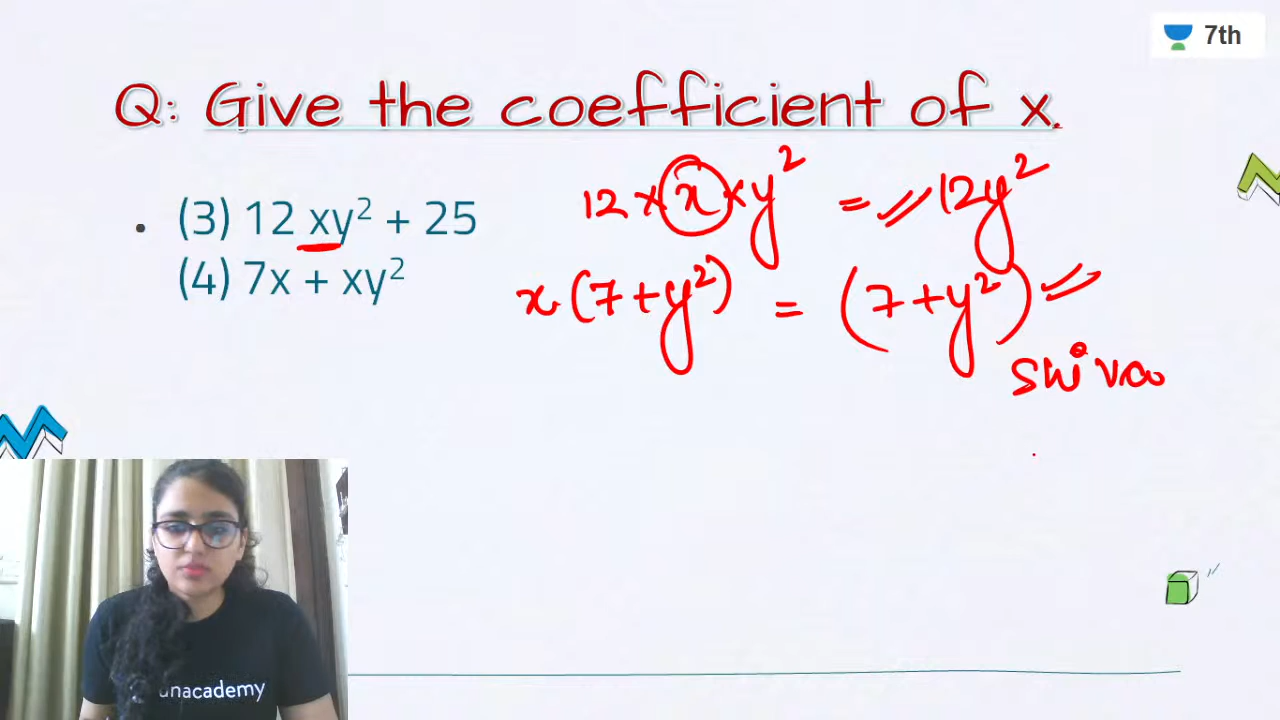 7th
Q: Give the coefficient of x.
(3) 12 xy² + 25
12 × x × y² = 12y²
(4) 7x + xy²
x (7 + y²) = (7 + y²)
unacademy